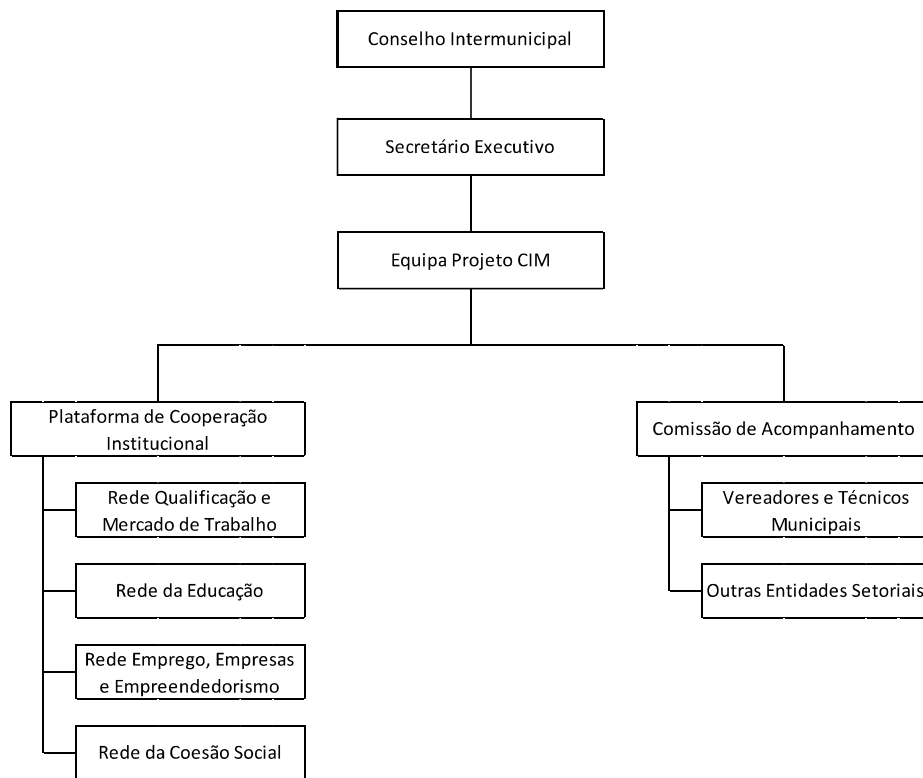 Conselho Intermunicipal
Secretário Executivo
Equipa Projeto CIM
Plataforma de Cooperação
Institucional
Rede Qualificação e
Mercado de Trabalho
Rede da Educação
Rede Emprego, Empresas
e Empreendedorismo
Rede da Coesão Social
Comissão de Acompanhamento
Vereadores e Técnicos
Municipais
Outras Entidades Setoriais